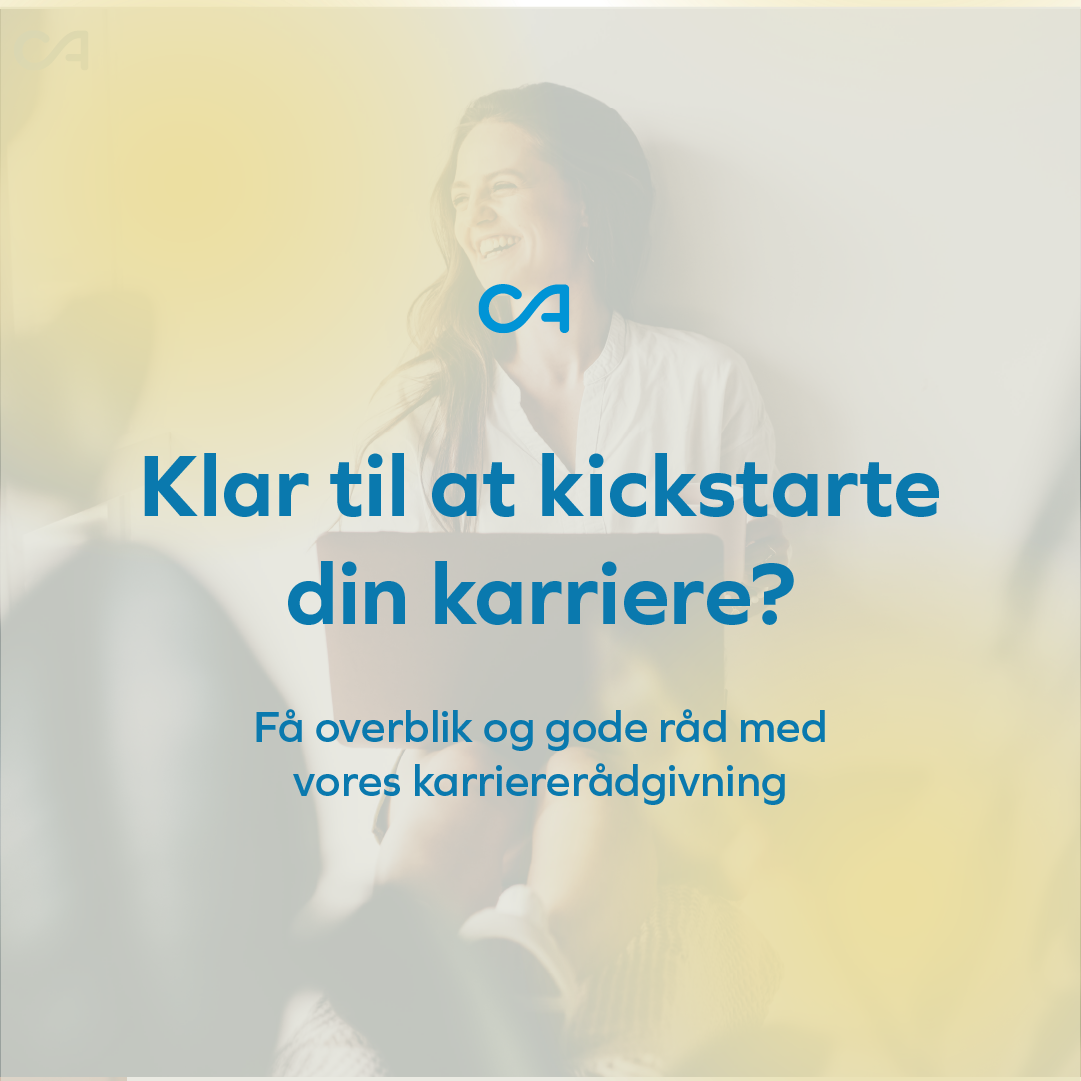 CA
CA
Klar til at kickstarte
din karriere?
Få overblik og gode råd med
vores karriererådgivning